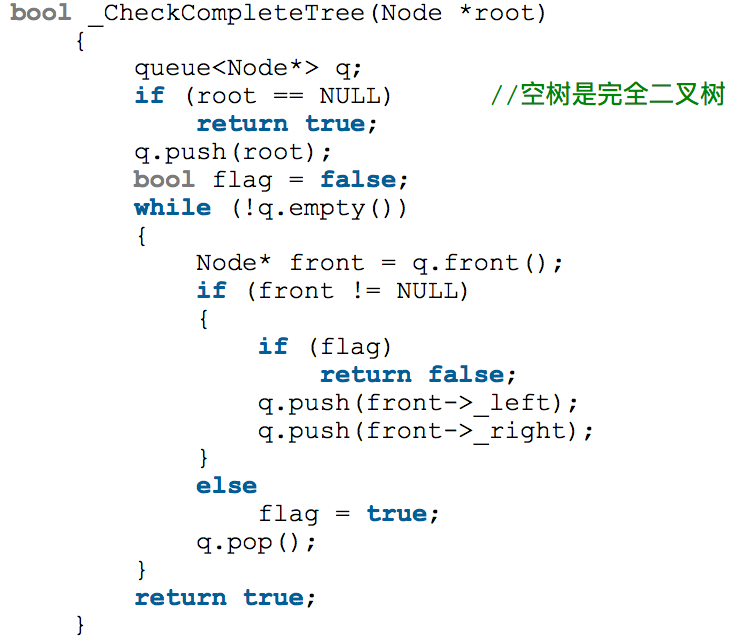 bool _CheckCompleteTree(Node *root)
{
queue<Node*> q;
if (root == NULL) //空树是完全二叉树
return true;
q.push(root);
bool flag = false;
while (!q.empty())
{
Node* front = q.front();
if (front != NULL)
{
if (flag)
return false;
q.push(front->_left);
q.push(front->_right);
}
else
flag = true;
q.pop();
}
return true;
}